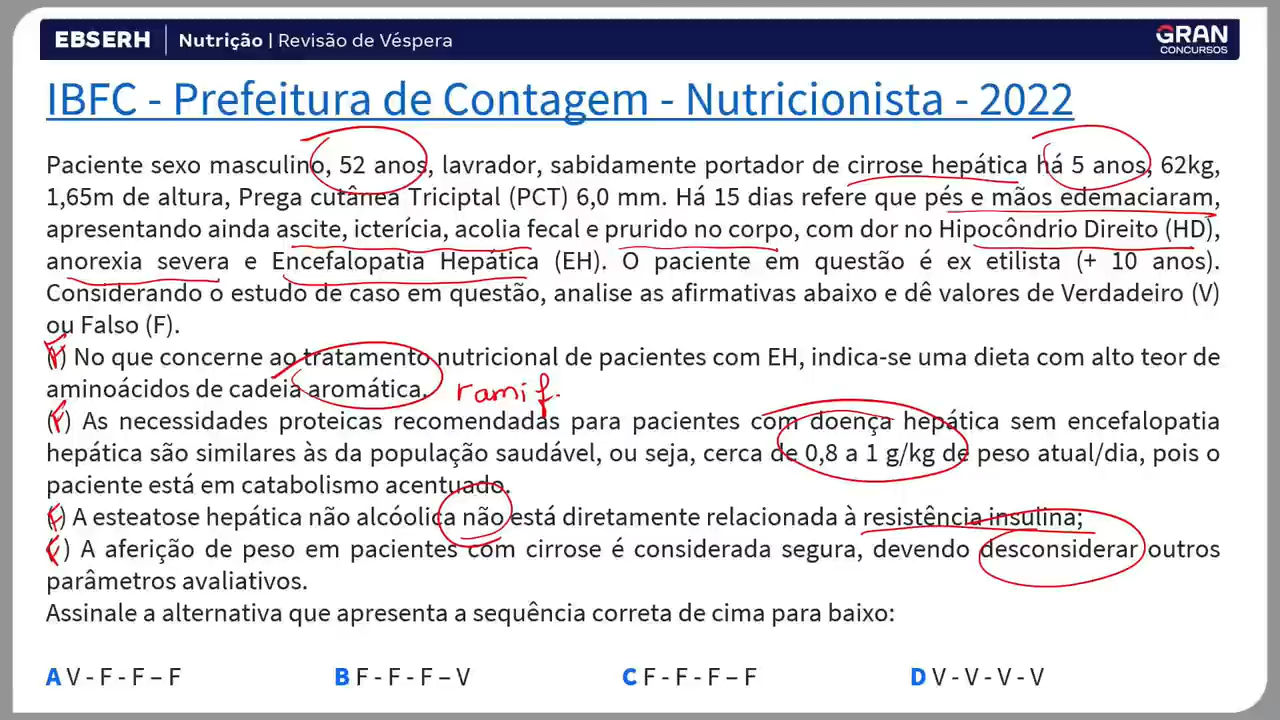 EBSERH | Nutrição | Revisão de Véspera
GRAN CONCURSOS
IBFC - Prefeitura de Contagem - Nutricionista - 2022
Paciente sexo masculino, 52 anos, lavrador, sabidamente portador de cirrose hepática há 5 anos, 62kg,
1,65m de altura, Prega cutânea Triciptal (PCT) 6,0 mm. Há 15 dias refere que pés e mãos edemaciaram,
apresentando ainda ascite, icterícia, acolia fecal e prurido no corpo, com dor no Hipocôndrio Direito (HD),
anorexia severa e Encefalopatia Hepática (EH). O paciente em questão é ex etilista (+ 10 anos).
Considerando o estudo de caso em questão, analise as afirmativas abaixo e dê valores de Verdadeiro (V)
ou Falso (F).
(F) No que concerne ao tratamento nutricional de pacientes com EH, indica-se uma dieta com alto teor de
aminoácidos de cadeia aromática. ramif.
(F) As necessidades proteicas recomendadas para pacientes com doença hepática sem encefalopatia
hepática são similares às da população saudável, ou seja, cerca de 0,8 a 1 g/kg de peso atual/dia, pois o
paciente está em catabolismo acentuado.
(F) A esteatose hepática não alcóolica não está diretamente relacionada à resistência insulina;
(F) A aferição de peso em pacientes com cirrose é considerada segura, devendo desconsiderar outros
parâmetros avaliativos.
Assinale a alternativa que apresenta a sequência correta de cima para baixo:
A V - F - F – F
B F - F - F – V
C F - F - F – F
D V - V - V - V